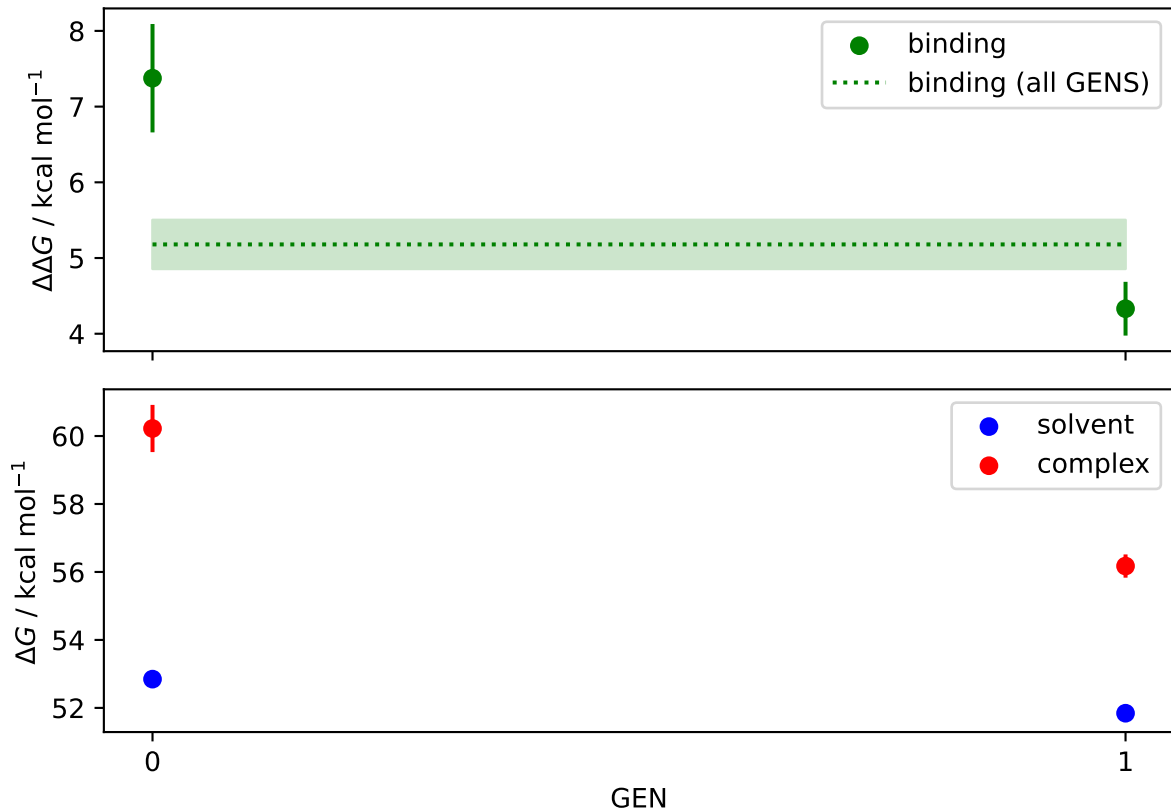 8
7
6
5
4
ΔΔG / kcal mol⁻¹
binding
binding (all GENS)
60
58
56
54
52
ΔG / kcal mol⁻¹
solvent
complex
0
1
GEN